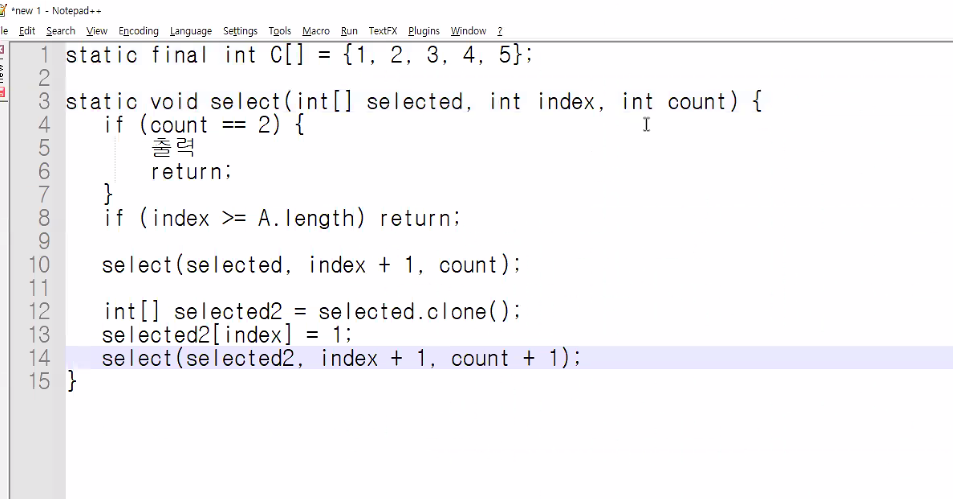 *new 1 - Notepad++
le Edit Search View Encoding Language Settings Tools Macro Run TextFX Plugins Window ?
1 static final int C[] = {1, 2, 3, 4, 5};
2
3 static void select(int[] selected, int index, int count) {
4 if (count == 2) {
5 출력
6 return;
7 }
8 if (index >= A.length) return;
9
10 select(selected, index + 1, count);
11
12 int[] selected2 = selected.clone();
13 selected2[index] = 1;
14 select(selected2, index + 1, count + 1);
15 }